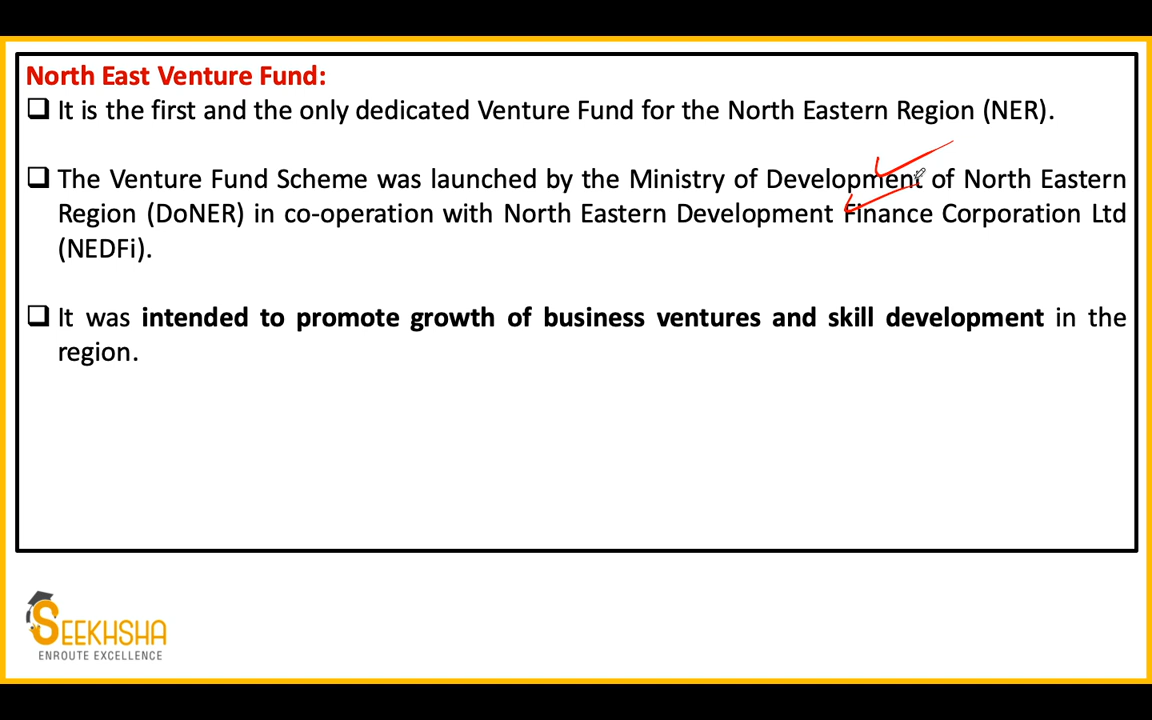 North East Venture Fund:
It is the first and the only dedicated Venture Fund for the North Eastern Region (NER).
The Venture Fund Scheme was launched by the Ministry of Development of North Eastern
Region (DoNER) in co-operation with North Eastern Development Finance Corporation Ltd
(NEDFi).
It was intended to promote growth of business ventures and skill development in the
region.
SEEKHSHA
ENROUTE EXCELLENCE